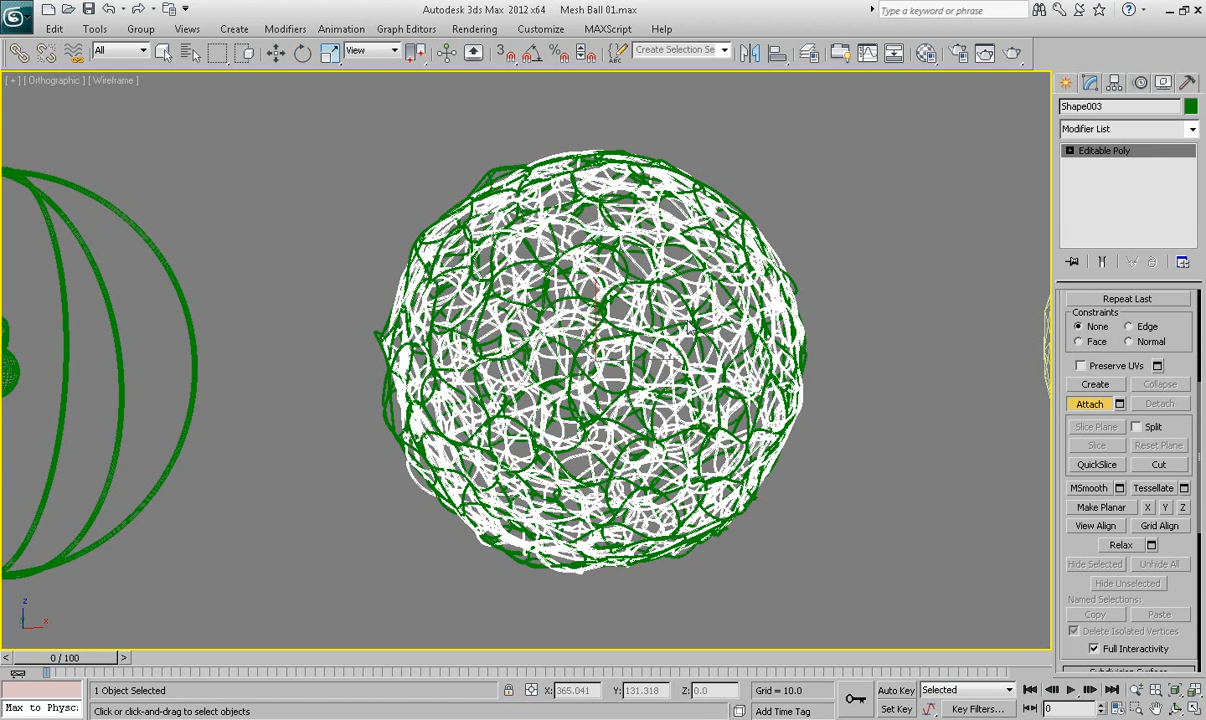 Autodesk 3ds Max 2012 x64 Mesh Ball 01.max
Type a keyword or phrase
Edit Tools Group Views Create Modifiers Animation Graph Editors Rendering Customize MAXScript Help
All View 3 Create Selection Se
[ + ] [ Orthographic ] [ Wireframe ]
Shape003
Modifier List
Editable Poly
Repeat Last
Constraints
None Edge
Face Normal
Preserve UVs
Create Collapse
Attach Detach
Slice Plane Split
Slice Reset Plane
QuickSlice Cut
MSmooth Tessellate
Make Planar X Y Z
View Align Grid Align
Relax
Hide Selected Unhide All
Hide Unselected
Named Selections:
Copy Paste
Delete Isolated Vertices
Full Interactivity
z
x
< 0 / 100 >
1 Object Selected X: 365.041 Y: 131.318 Z: 0.0 Grid = 10.0 Auto Key Selected
Max to Physc: Click or click-and-drag to select objects Add Time Tag Set Key Key Filters... 0